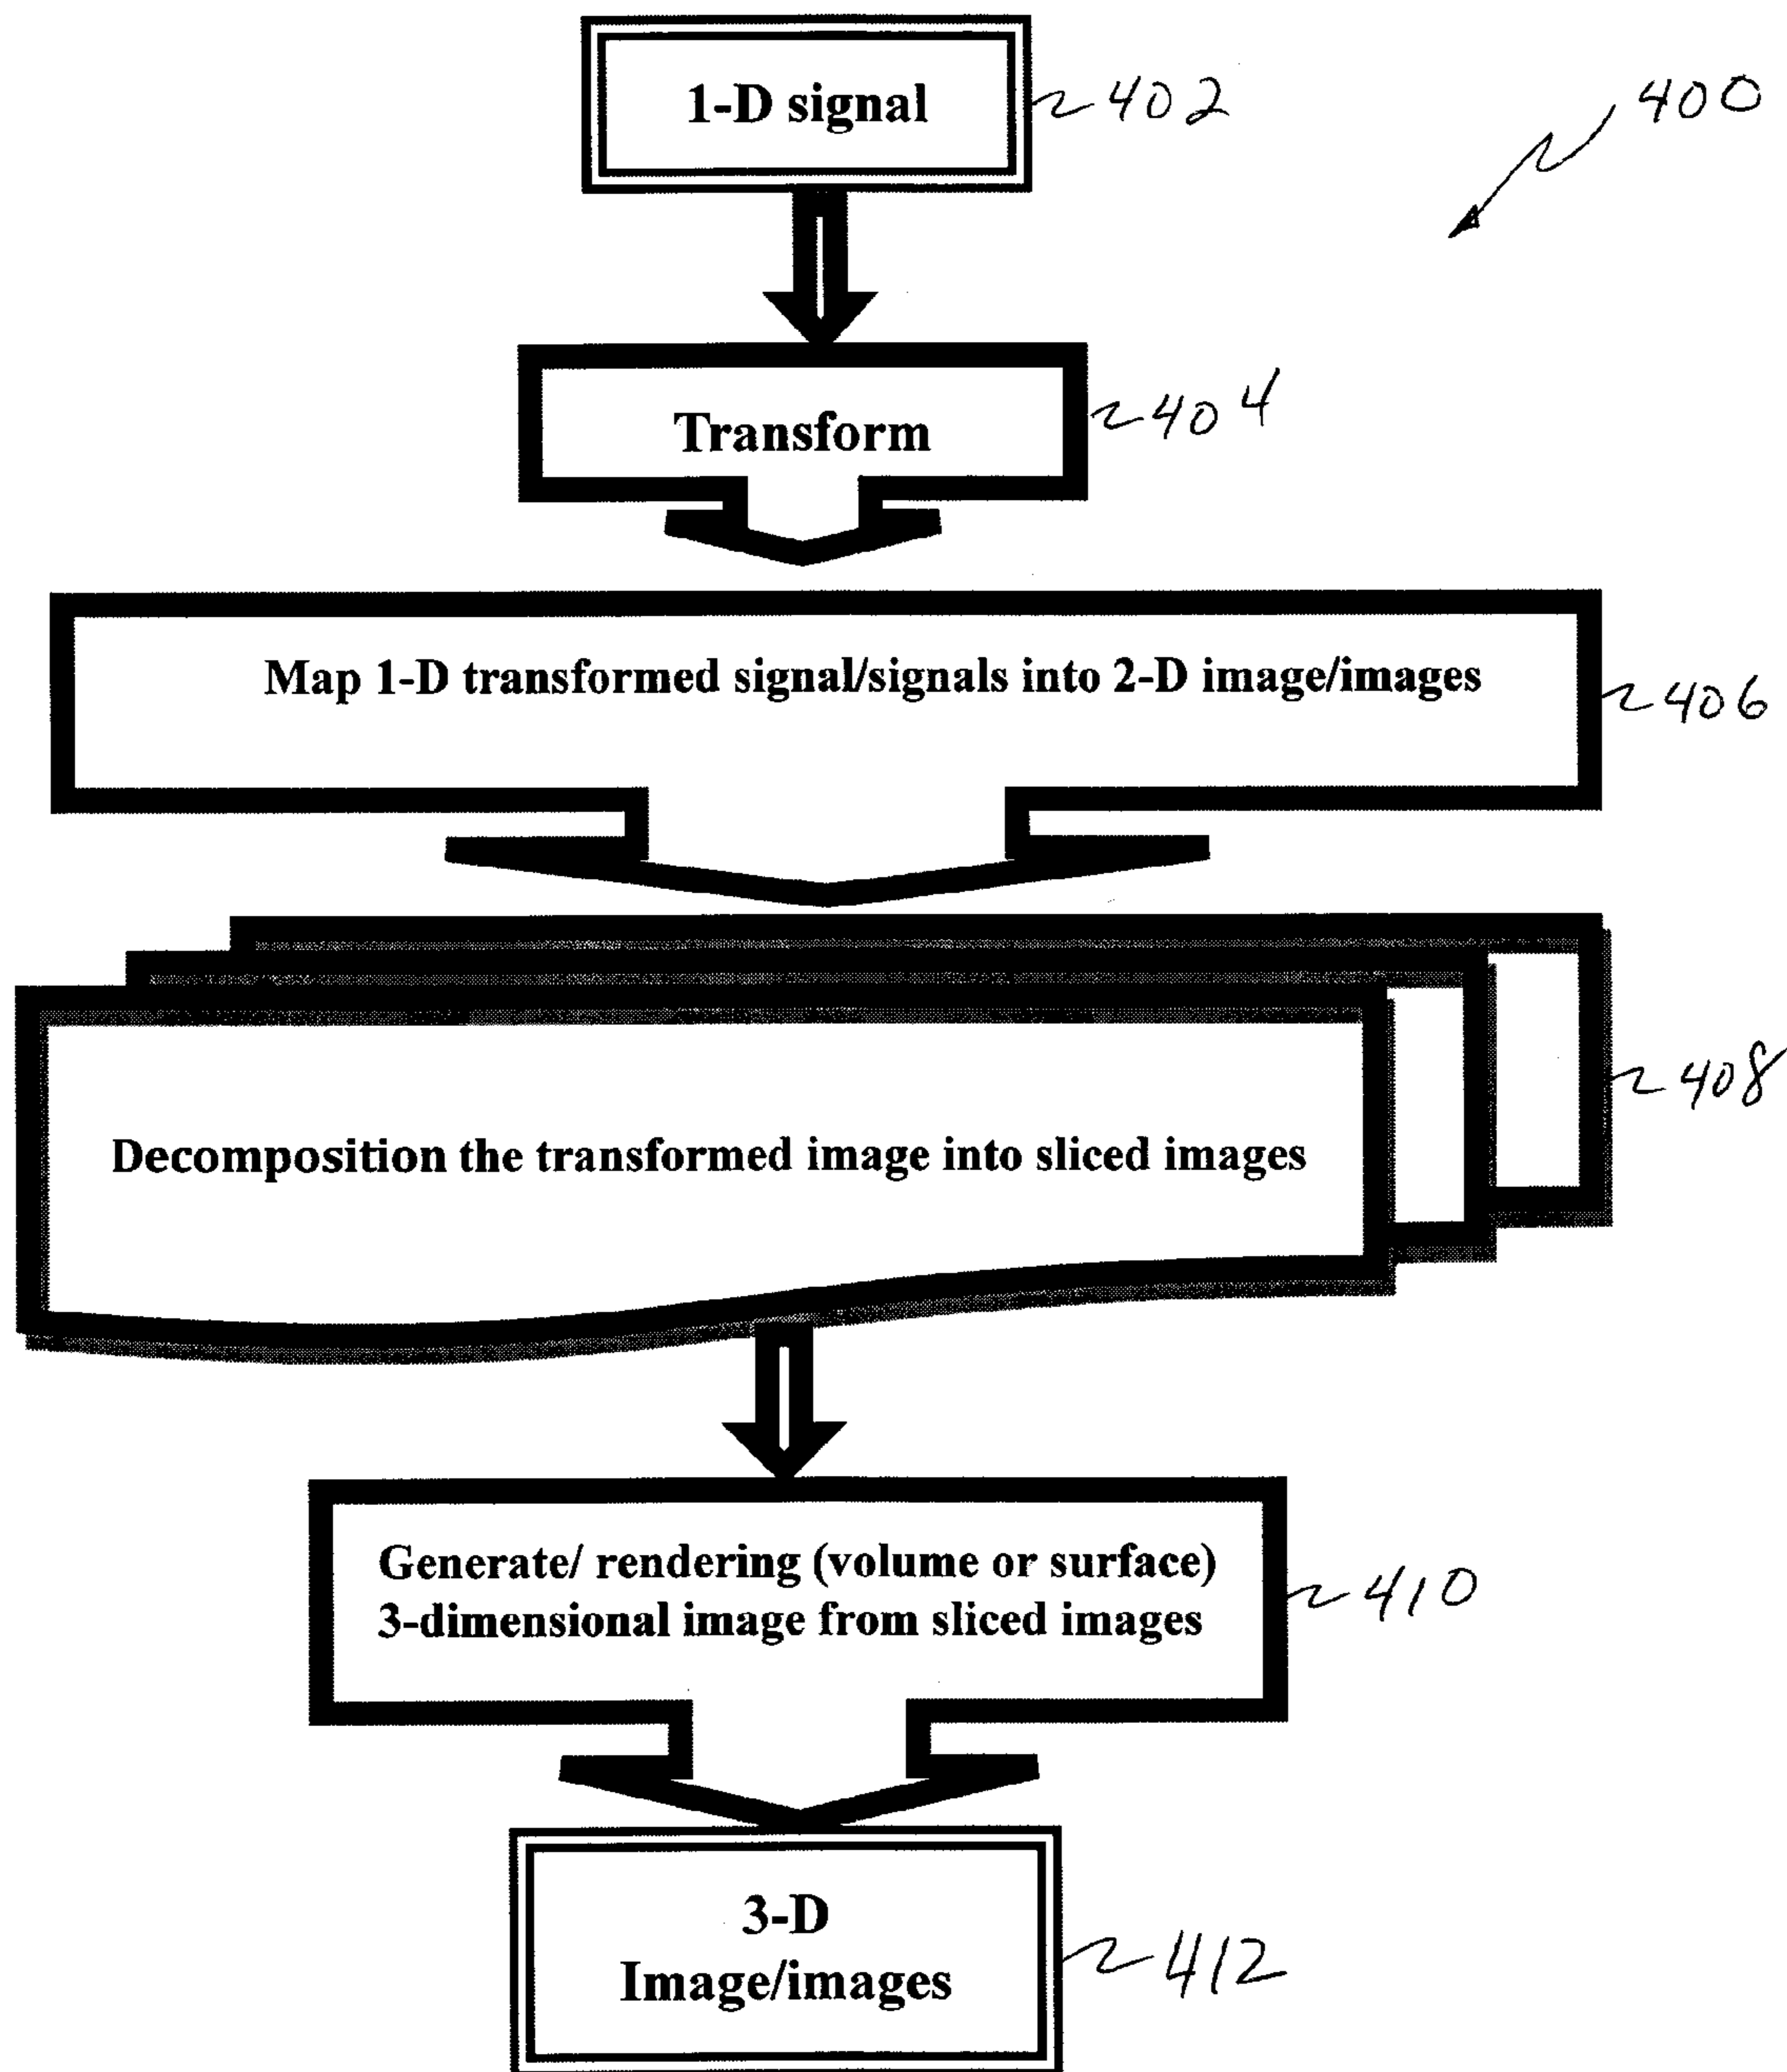 1-D signal
402
400
Transform
404
Map 1-D transformed signal/signals into 2-D image/images
406
408
Decomposition the transformed image into sliced images
Generate/ rendering (volume or surface)
3-dimensional image from sliced images
410
3-D
Image/images
412